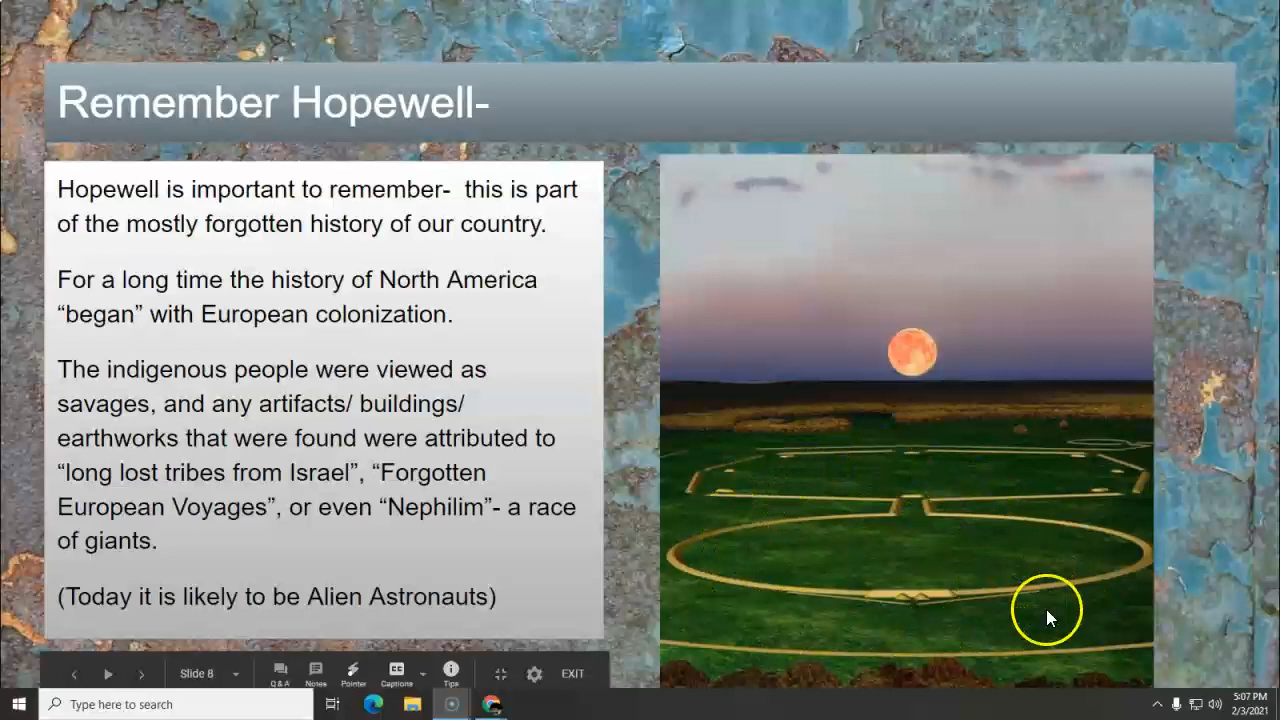 Remember Hopewell-
Hopewell is important to remember-  this is part
of the mostly forgotten history of our country.
For a long time the history of North America
“began” with European colonization.
The indigenous people were viewed as
savages, and any artifacts/ buildings/
earthworks that were found were attributed to
“long lost tribes from Israel”, “Forgotten
European Voyages”, or even “Nephilim”- a race
of giants.
(Today it is likely to be Alien Astronauts)
Slide 8
Q & A
Notes
Pointer
Captions
Tips
EXIT
Type here to search
5:07 PM
2/3/2021